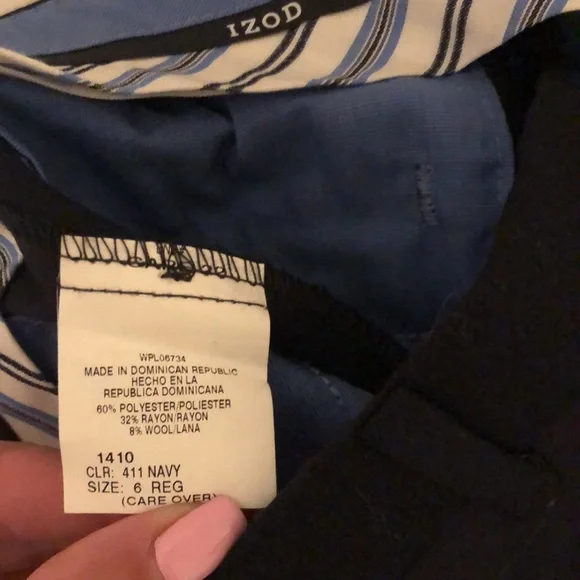 IZOD
WPL06734
MADE IN DOMINICAN REPUBLIC
HECHO EN LA
REPUBLICA DOMINICANA
60% POLYESTER/POLIESTER
32% RAYON/RAYON
8% WOOL/LANA
1410
CLR: 411 NAVY
SIZE: 6 REG
(CARE OVER)